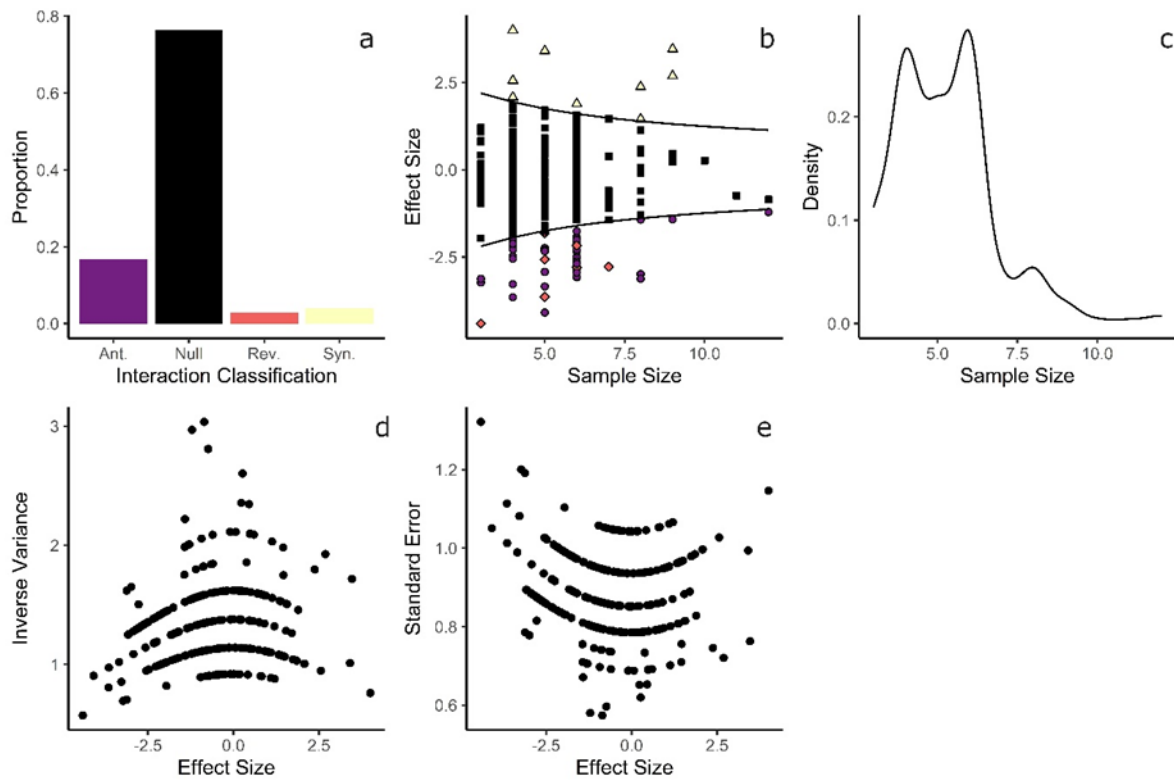 a
0.8
0.6
0.4
0.2
0.0
Proportion
Ant. Null Rev. Syn.
Interaction Classification
b
2.5
0.0
-2.5
Effect Size
5.0 7.5 10.0
Sample Size
c
0.2
0.1
0.0
Density
5.0 7.5 10.0
Sample Size
d
3
2
1
Inverse Variance
-2.5 0.0 2.5
Effect Size
e
1.2
1.0
0.8
0.6
Standard Error
-2.5 0.0 2.5
Effect Size